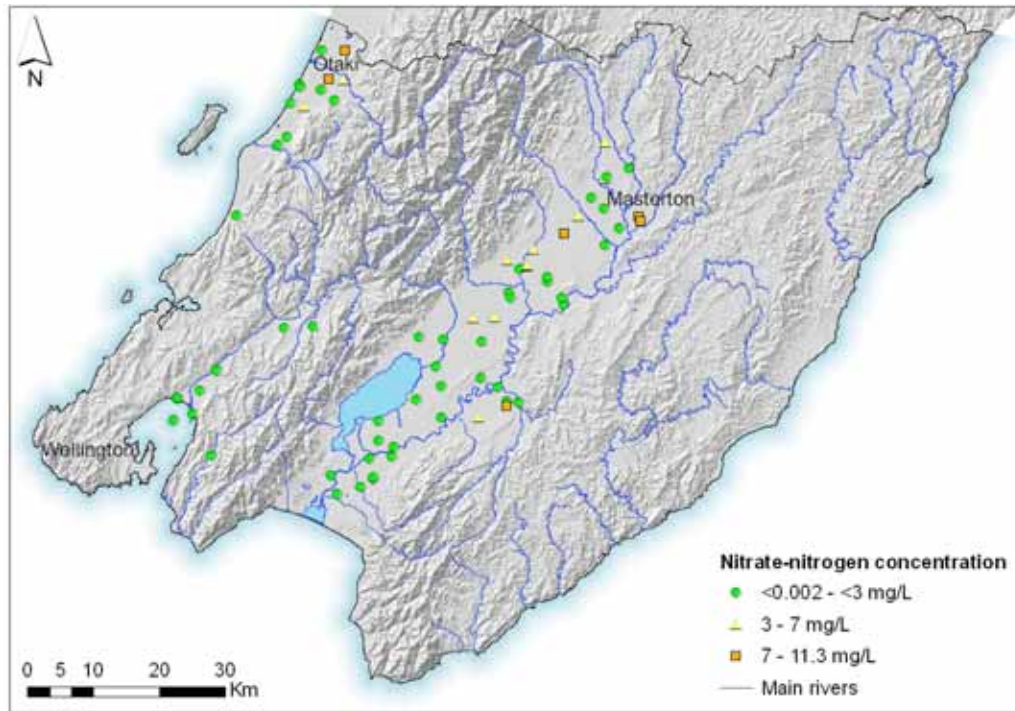 N
Otaki
Masterton
Wellington
Nitrate-nitrogen concentration
<0.002 - <3 mg/L
3 - 7 mg/L
7 - 11.3 mg/L
Main rivers
0 5 10 20 30
Km